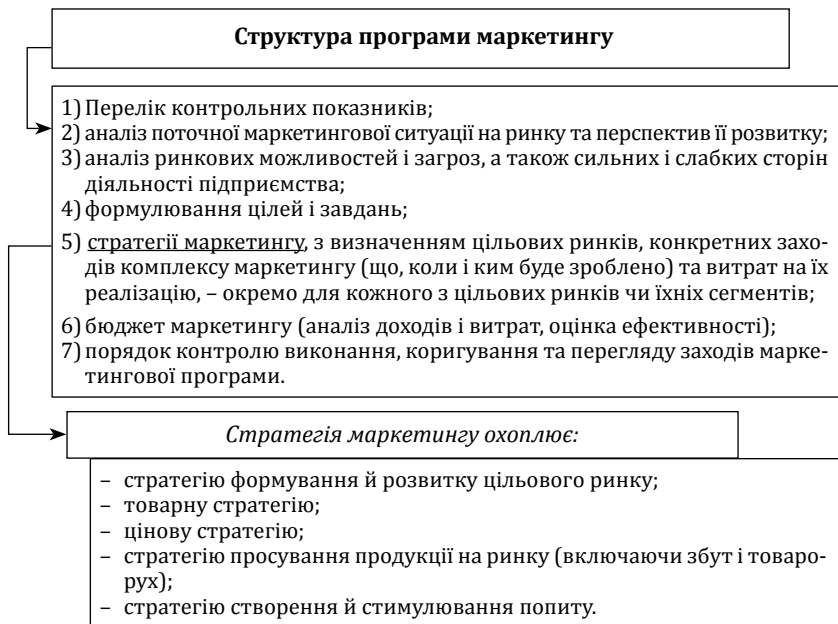 Структура програми маркетингу
1) Перелік контрольних показників;
2) аналіз поточної маркетингової ситуації на ринку та перспектив її розвитку;
3) аналіз ринкових можливостей і загроз, а також сильних і слабких сторін
діяльності підприємства;
4) формулювання цілей і завдань;
5) стратегії маркетингу, з визначенням цільових ринків, конкретних захо-
дів комплексу маркетингу (що, коли і ким буде зроблено) та витрат на їх
реалізацію, – окремо для кожного з цільових ринків чи їхніх сегментів;
6) бюджет маркетингу (аналіз доходів і витрат, оцінка ефективності);
7) порядок контролю виконання, коригування та перегляду заходів марке-
тингової програми.
Стратегія маркетингу охоплює:
– стратегію формування й розвитку цільового ринку;
– товарну стратегію;
– цінову стратегію;
– стратегію просування продукції на ринку (включаючи збут і товаро-
рух);
– стратегію створення й стимулювання попиту.